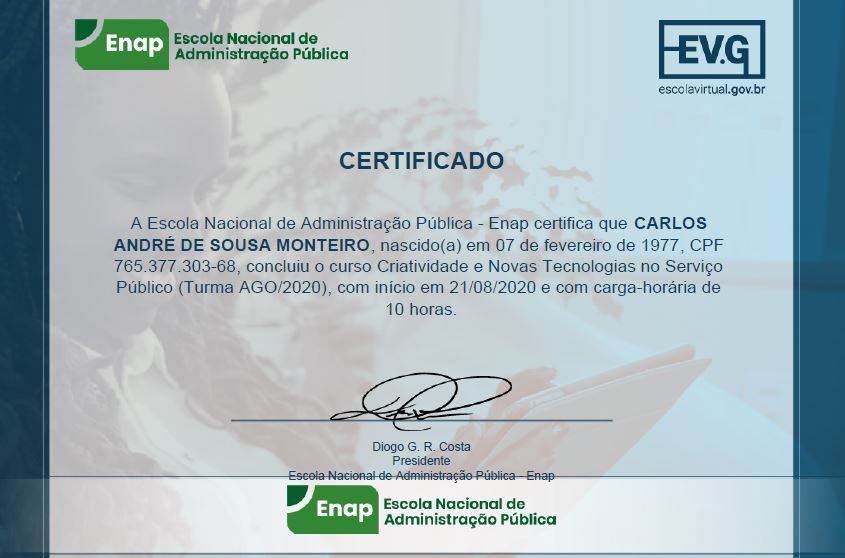 Enap Escola Nacional de
Administração Pública
EV.G
escolavirtual.gov.br
CERTIFICADO
A Escola Nacional de Administração Pública - Enap certifica que CARLOS
ANDRÉ DE SOUSA MONTEIRO, nascido(a) em 07 de fevereiro de 1977, CPF
765.377.303-68, concluiu o curso Criatividade e Novas Tecnologias no Serviço
Público (Turma AGO/2020), com início em 21/08/2020 e com carga-horária de
10 horas.
Diogo G. R. Costa
Presidente
Escola Nacional de Administração Pública - Enap
Enap Escola Nacional de
Administração Pública